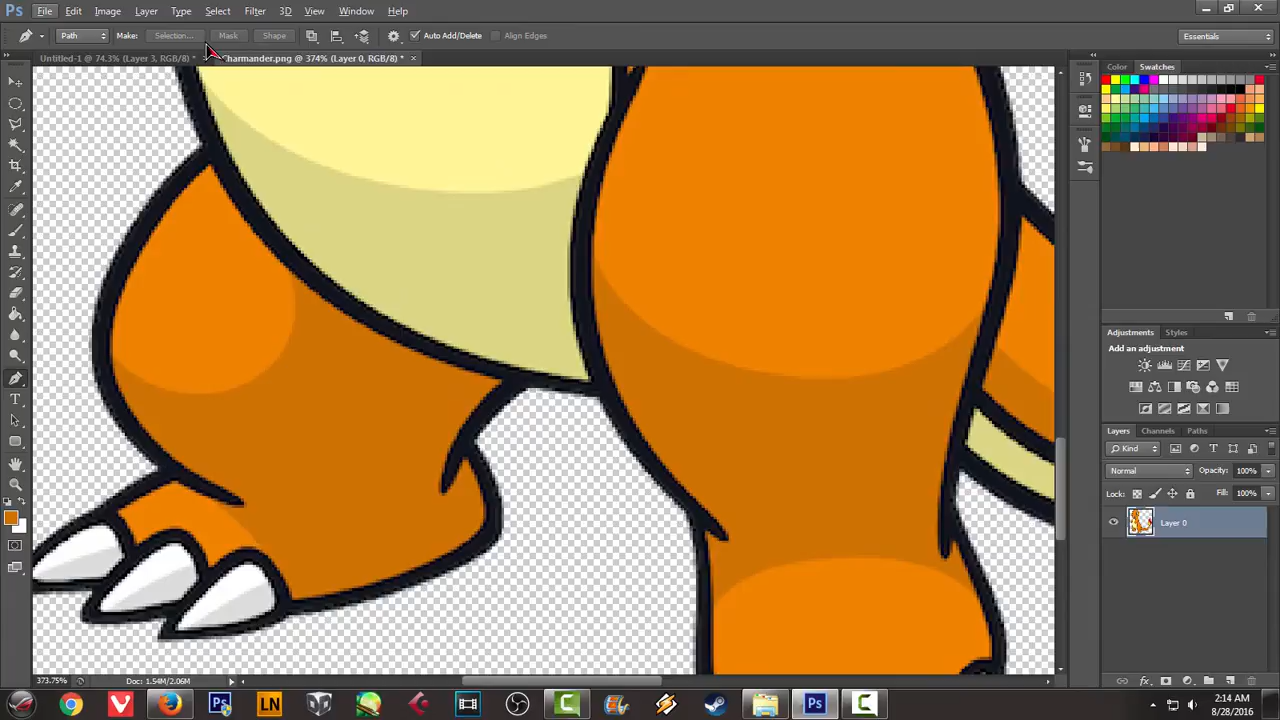 Ps File Edit Image Layer Type Select Filter 3D View Window Help
Path Make: Selection... Mask Shape Auto Add/Delete Align Edges Essentials
Untitled-1 @ 74.3% (Layer 3, RGB/8) * Charmander.png @ 374% (Layer 0, RGB/8) *
Color Swatches
Adjustments Styles
Add an adjustment
Layers Channels Paths
Kind
Normal Opacity: 100%
Lock: Fill: 100%
Layer 0
T
373.75% Doc: 1.54M/2.06M
Ps LN Ps
2:14 AM
8/28/2016